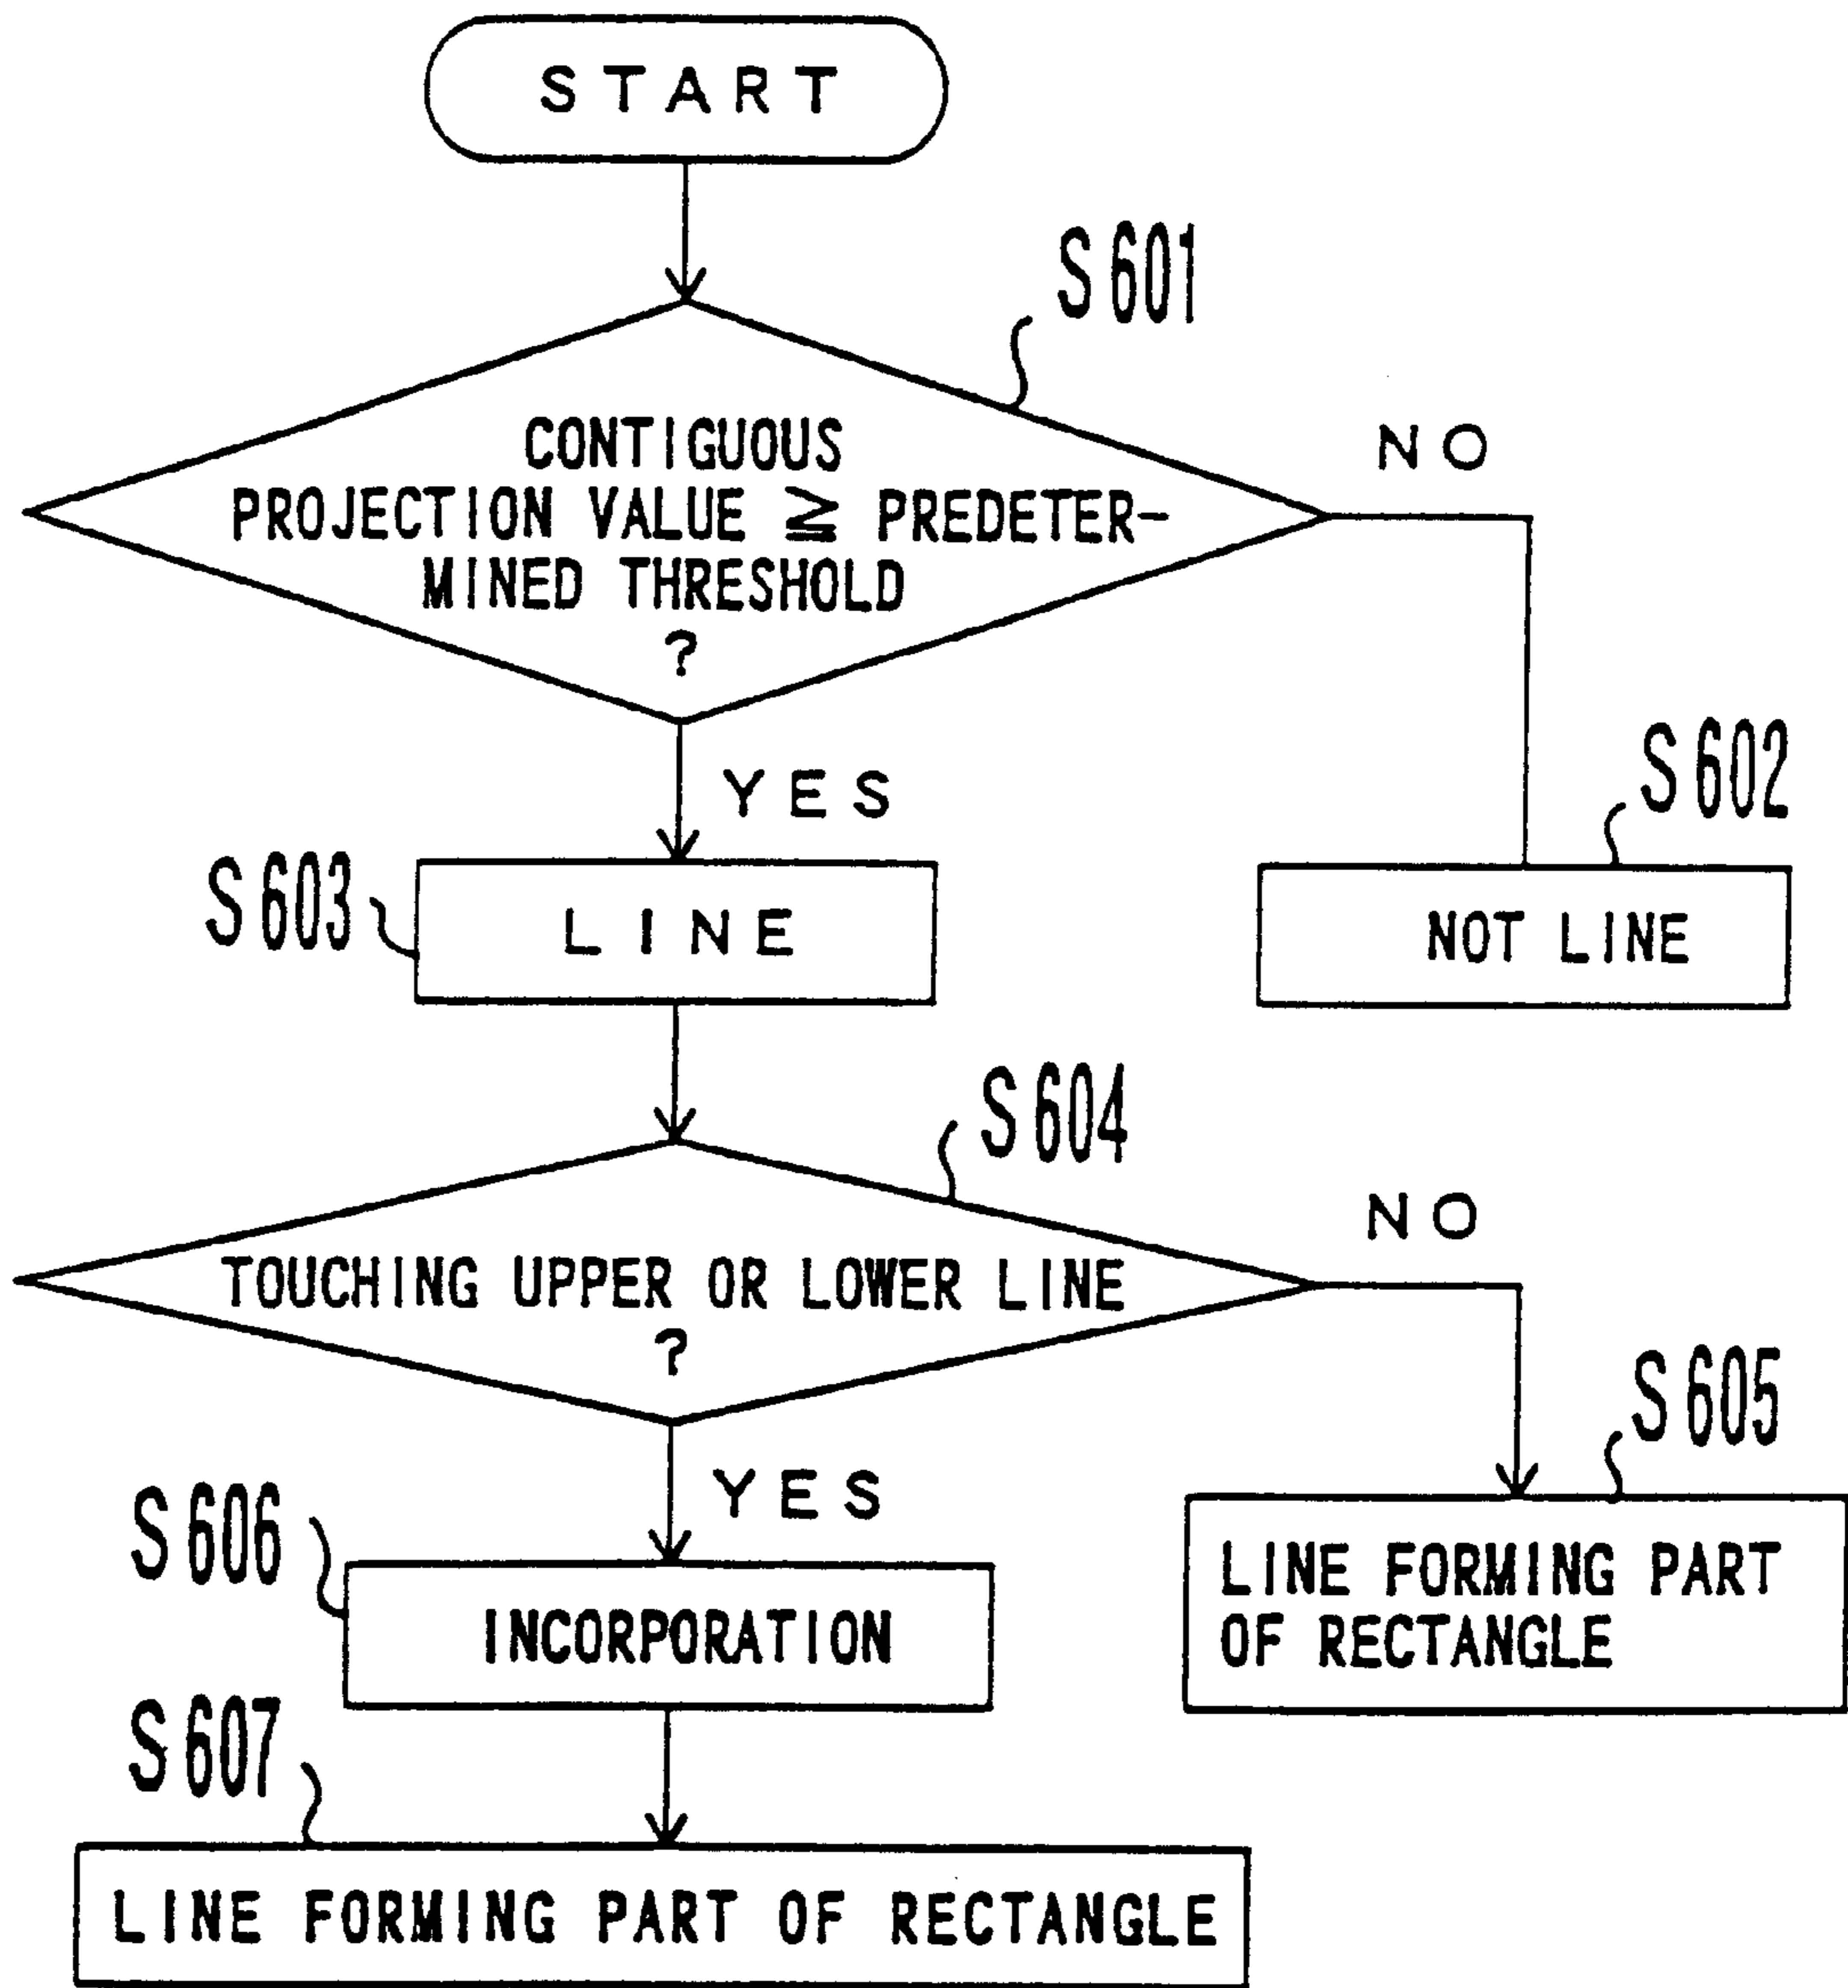 START
S601
CONTIGUOUS
PROJECTION VALUE ≧ PREDETER-
MINED THRESHOLD
?
NO
YES
S602
NOT LINE
S603
LINE
S604
TOUCHING UPPER OR LOWER LINE
?
NO
YES
S605
LINE FORMING PART
OF RECTANGLE
S606
INCORPORATION
S607
LINE FORMING PART OF RECTANGLE